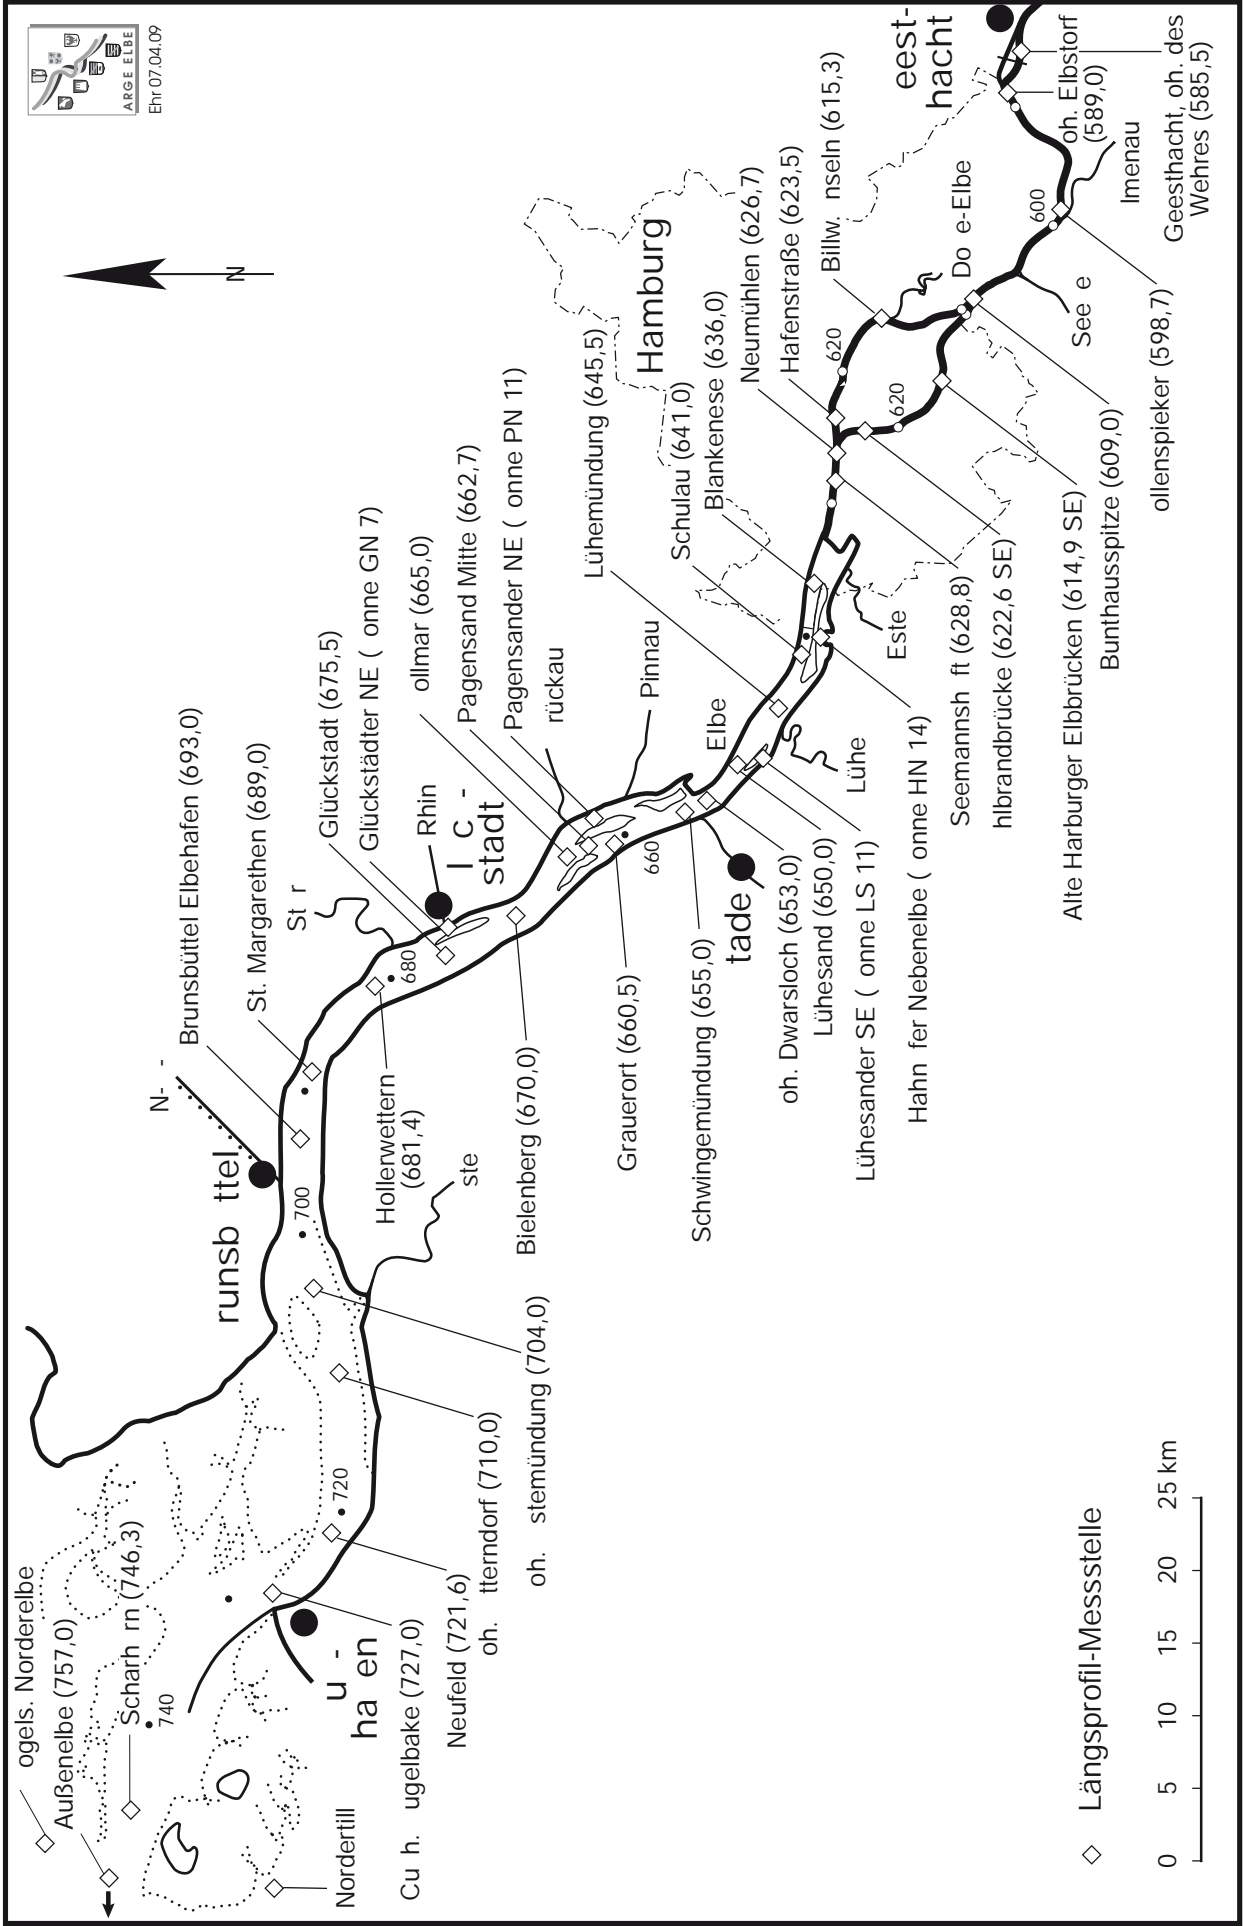 ARGE ELBE
Ehr 07.04.09
N
eest-
hacht
oh. Elbstorf
(589,0)
Geesthacht, oh. des
Wehres (585,5)
lmenau
600
Do e-Elbe
See e
ollenspieker (598,7)
Billw. nseln (615,3)
Hafenstraße (623,5)
Neumühlen (626,7)
Hamburg
Blankenese (636,0)
Schulau (641,0)
Lühemündung (645,5)
620
620
Bunthausspitze (609,0)
Alte Harburger Elbbrücken (614,9 SE)
hlbrandbrücke (622,6 SE)
Seemannsh ft (628,8)
Hahn fer Nebenelbe ( onne HN 14)
Este
Lühe
Elbe
Pinnau
rückau
Pagensander NE ( onne PN 11)
Pagensand Mitte (662,7)
ollmar (665,0)
Glückstädter NE ( onne GN 7)
Glückstadt (675,5)
Rhin
l c -
stadt
660
tade
Lühesander SE ( onne LS 11)
Lühesand (650,0)
oh. Dwarsloch (653,0)
Schwingemündung (655,0)
Grauerort (660,5)
Bielenberg (670,0)
St r
680
St. Margarethen (689,0)
Brunsbüttel Elbehafen (693,0)
Hollerwettern
(681,4)
N- -
runsb ttel
700
ste
oh. stemündung (704,0)
oh. tterndorf (710,0)
720
Neufeld (721,6)
Cu h. ugelbake (727,0)
u -
ha en
740
Scharh rn (746,3)
Außenelbe (757,0)
ogels. Norderelbe
Nordertill
Längsprofil-Messstelle
0 5 10 15 20 25 km